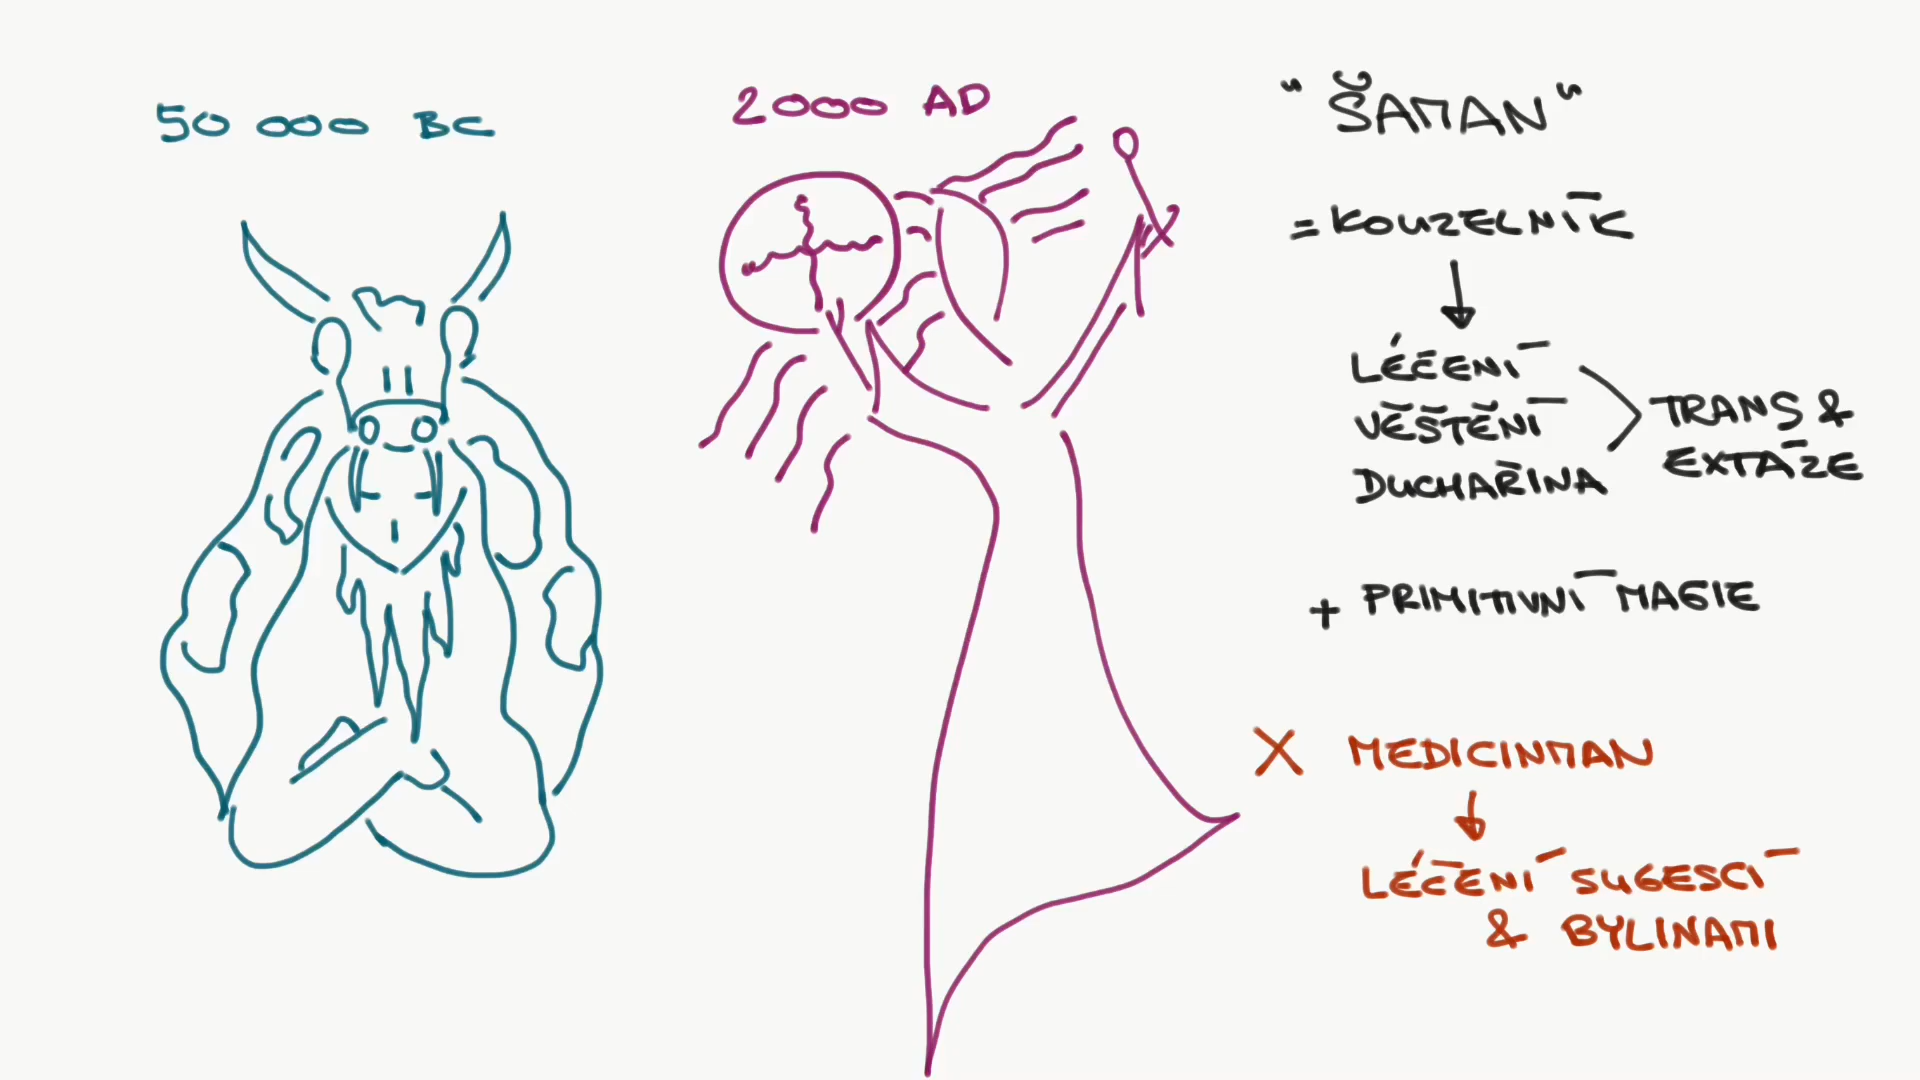 50 000 BC
2000 AD
"ŠAMAN"
= KOUZELNÍK
LÉČENÍ
VĚŠTĚNÍ
DUCHAŘINA
TRANS &
EXTÁZE
+ PRIMITIVNÍ MAGIE
X MEDICINMAN
LÉČENÍ SUGESCÍ
& BYLINAMI